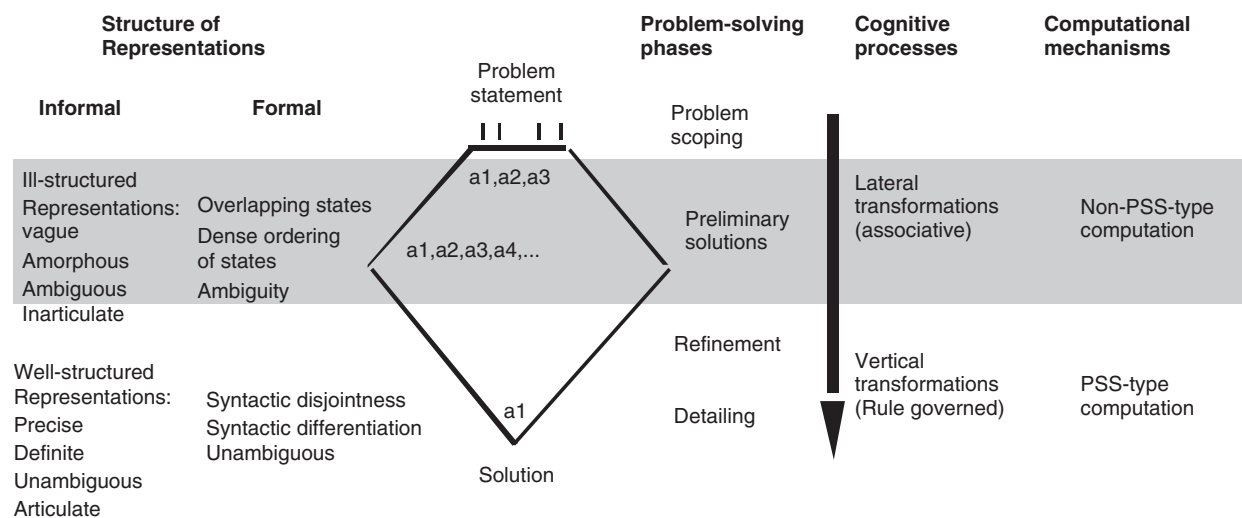 Structure of
Representations
Informal
Formal
Ill-structured
Representations:
vague
Amorphous
Ambiguous
Inarticulate
Overlapping states
Dense ordering
of states
Ambiguity
Well-structured
Representations:
Precise
Definite
Unambiguous
Articulate
Syntactic disjointness
Syntactic differentiation
Unambiguous
Problem
statement
a1,a2,a3
a1,a2,a3,a4,...
a1
Solution
Problem-solving
phases
Problem
scoping
Preliminary
solutions
Refinement
Detailing
Cognitive
processes
Lateral
transformations
(associative)
Vertical
transformations
(Rule governed)
Computational
mechanisms
Non-PSS-type
computation
PSS-type
computation